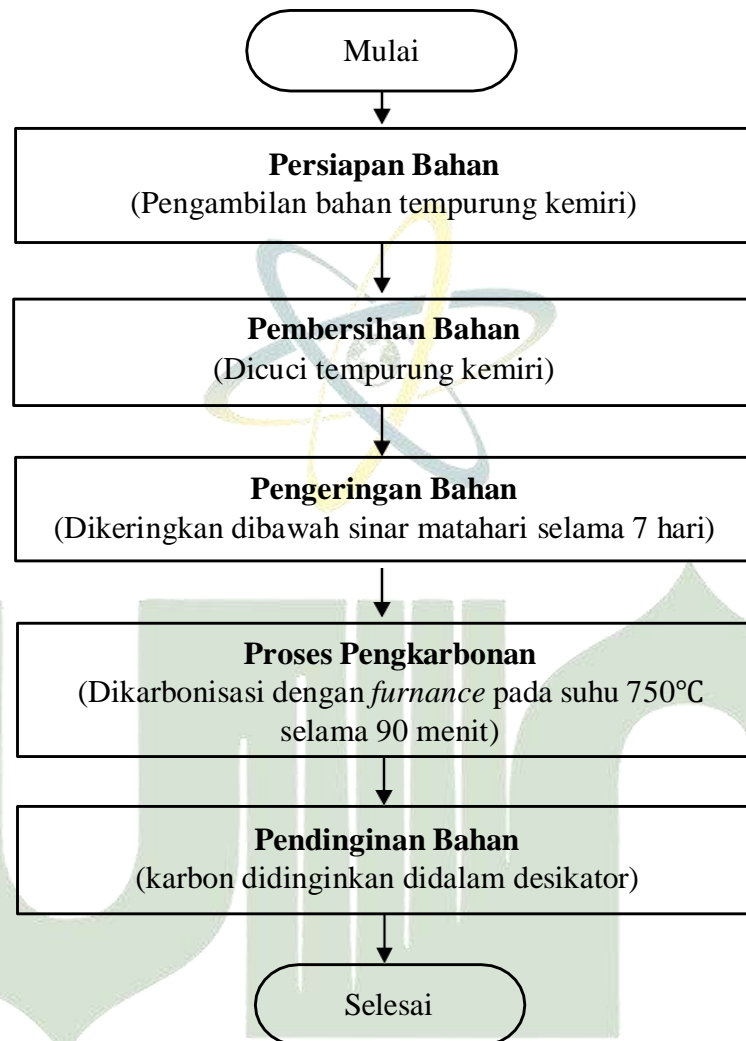 Mulai
Persiapan Bahan
(Pengambilan bahan tempurung kemiri)
Pembersihan Bahan
(Dicuci tempurung kemiri)
Pengeringan Bahan
(Dikeringkan dibawah sinar matahari selama 7 hari)
Proses Pengkarbonan
(Dikarbonisasi dengan furnance pada suhu 750℃
selama 90 menit)
Pendinginan Bahan
(karbon didinginkan didalam desikator)
Selesai